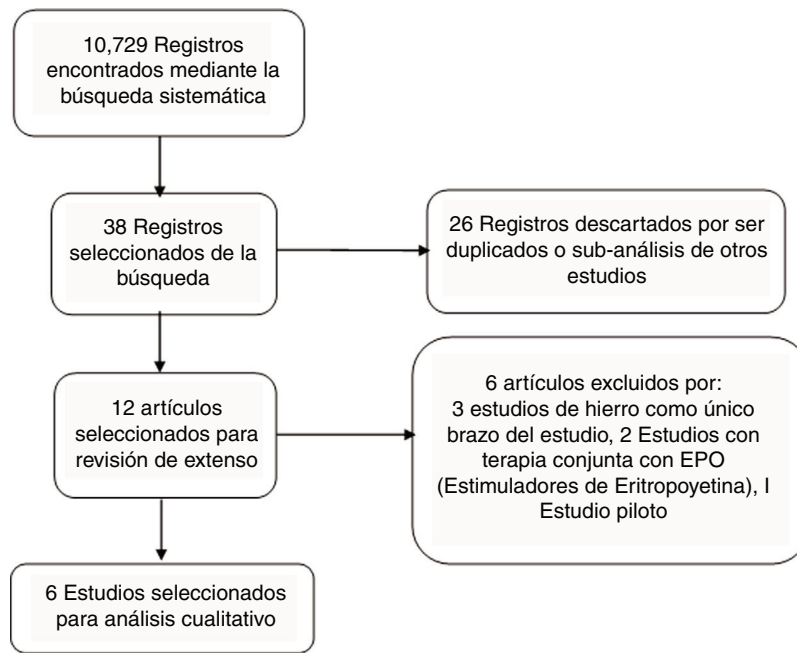 10,729 Registros
encontrados mediante la
búsqueda sistemática
38 Registros
seleccionados de la
búsqueda
26 Registros descartados por ser
duplicados o sub-análisis de otros
estudios
12 artículos
seleccionados para
revisión de extenso
6 artículos excluidos por:
3 estudios de hierro como único
brazo del estudio, 2 Estudios con
terapia conjunta con EPO
(Estimuladores de Eritropoyetina), I
Estudio piloto
6 Estudios seleccionados
para análisis cualitativo